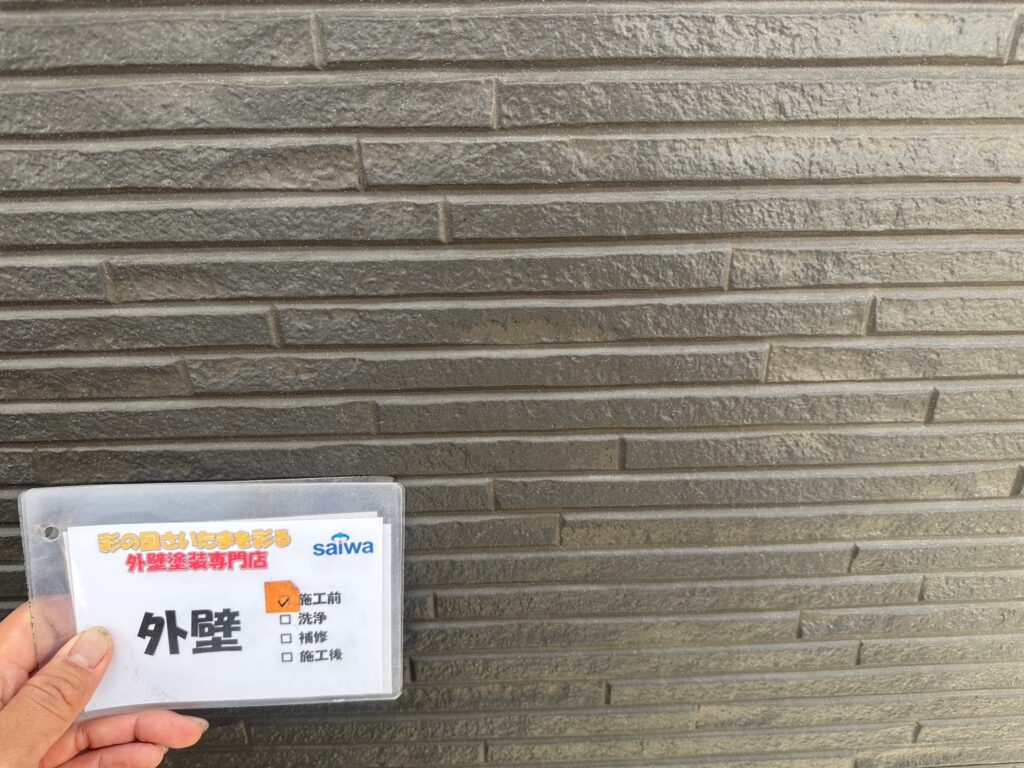 彩の国さいたまを彩る
外壁塗装専門店
saiwa
外壁
☑ 施工前
□ 洗浄
□ 補修
□ 施工後